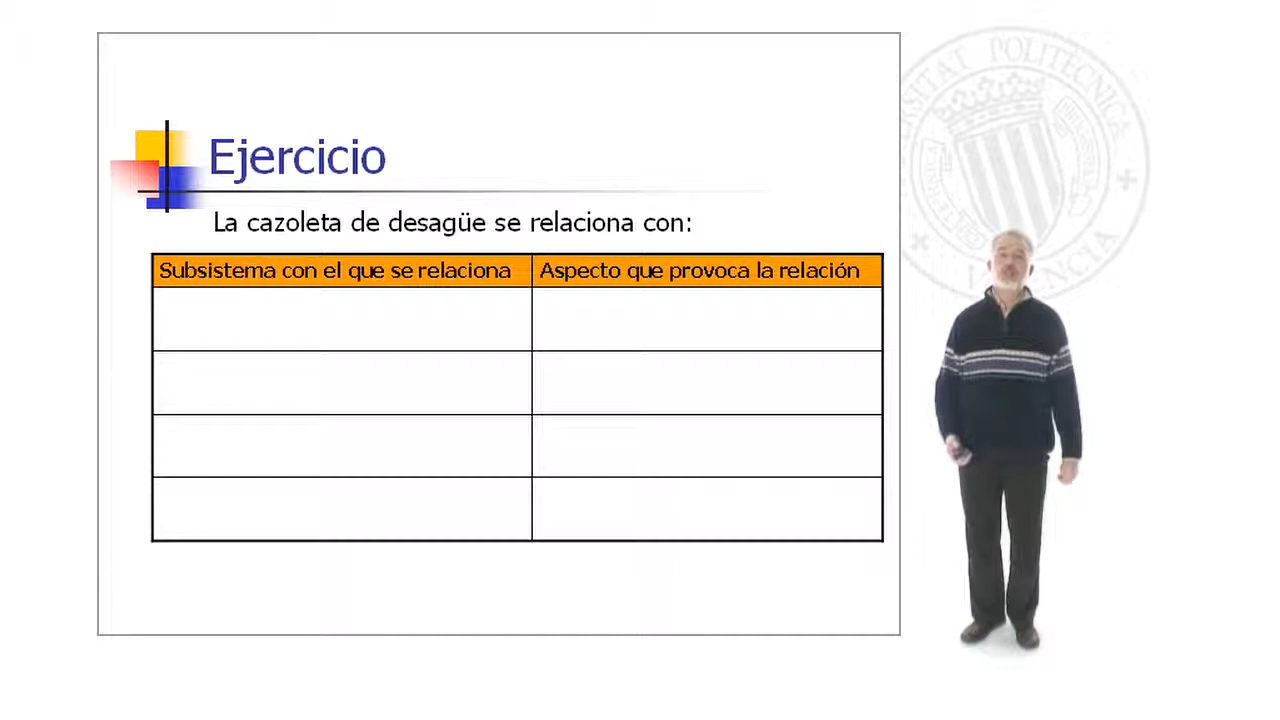 Ejercicio
La cazoleta de desagüe se relaciona con:
Subsistema con el que se relaciona Aspecto que provoca la relación
POLITÈCNICA